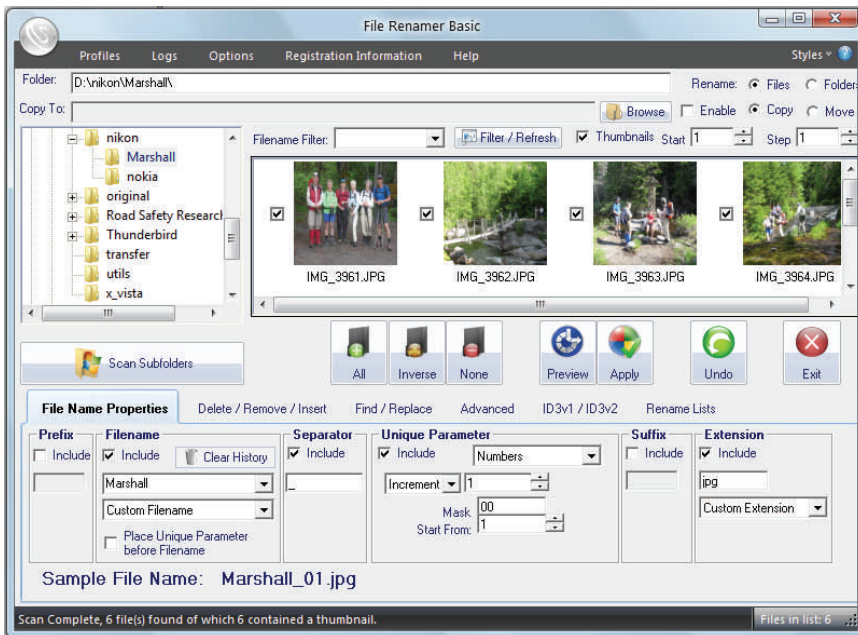 File Renamer Basic
Profiles Logs Options Registration Information Help Styles
Folder: D:\nikon\Marshall\ Rename: Files Folders
Copy To: Browse Enable Copy Move
nikon
Marshall
nokia
original
Road Safety Research
Thunderbird
transfer
utils
x_vista
Filename Filter: Filter / Refresh Thumbnails Start 1 Step 1
IMG_3961.JPG IMG_3962.JPG IMG_3963.JPG IMG_3964.JPG
Scan Subfolders All Inverse None Preview Apply Undo Exit
File Name Properties Delete / Remove / Insert Find / Replace Advanced ID3v1 / ID3v2 Rename Lists
Prefix Filename Separator Unique Parameter Suffix Extension
Include Include Clear History Include Include Numbers Include Include
Marshall _ Increment 1 jpg
Custom Filename Mask 00 Custom Extension
Start From: 1
Place Unique Parameter
before Filename
Sample File Name: Marshall_01.jpg
Scan Complete, 6 file(s) found of which 6 contained a thumbnail. Files in list: 6